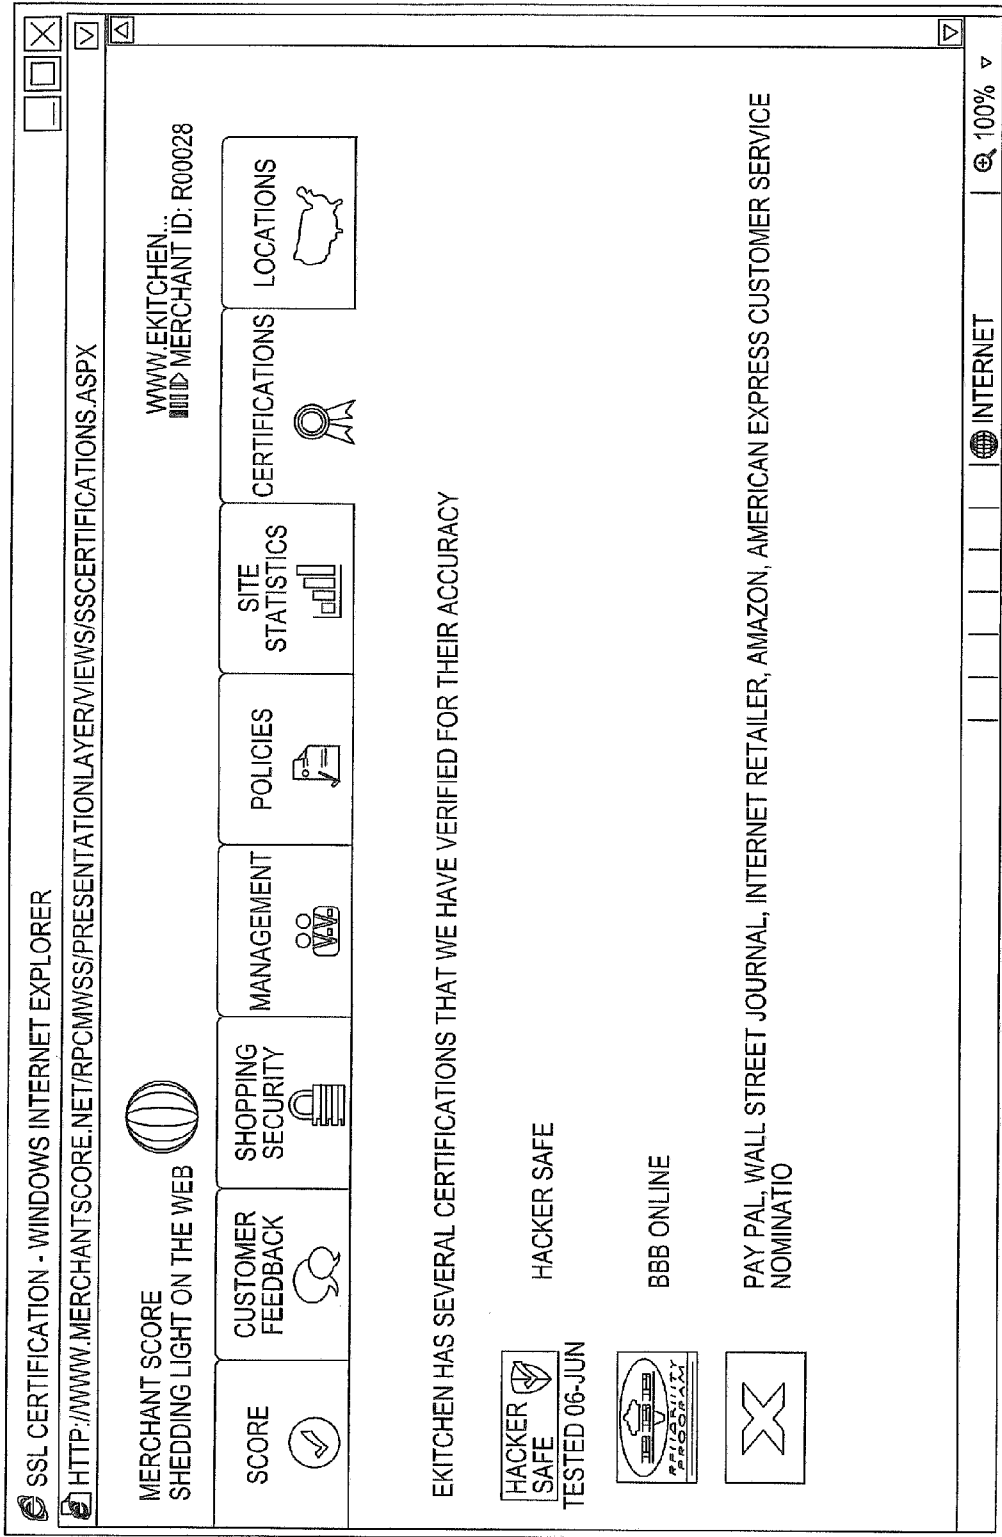 SSL CERTIFICATION - WINDOWS INTERNET EXPLORER
HTTP://WWW.MERCHANTSCORE.NET/RPCMWSS/PRESENTATIONLAYER/VIEWS/SSCERTIFICATIONS.ASPX
MERCHANT SCORE
SHEDDING LIGHT ON THE WEB
WWW.EKITCHEN...
MERCHANT ID: R00028
SCORE
CUSTOMER
FEEDBACK
SHOPPING
SECURITY
MANAGEMENT
POLICIES
SITE
STATISTICS
CERTIFICATIONS
LOCATIONS
EKITCHEN HAS SEVERAL CERTIFICATIONS THAT WE HAVE VERIFIED FOR THEIR ACCURACY
HACKER
SAFE
TESTED 06-JUN
HACKER SAFE
BBB
PROGRAM
BBB ONLINE
PAY PAL, WALL STREET JOURNAL, INTERNET RETAILER, AMAZON, AMERICAN EXPRESS CUSTOMER SERVICE
NOMINATIO
INTERNET
100%